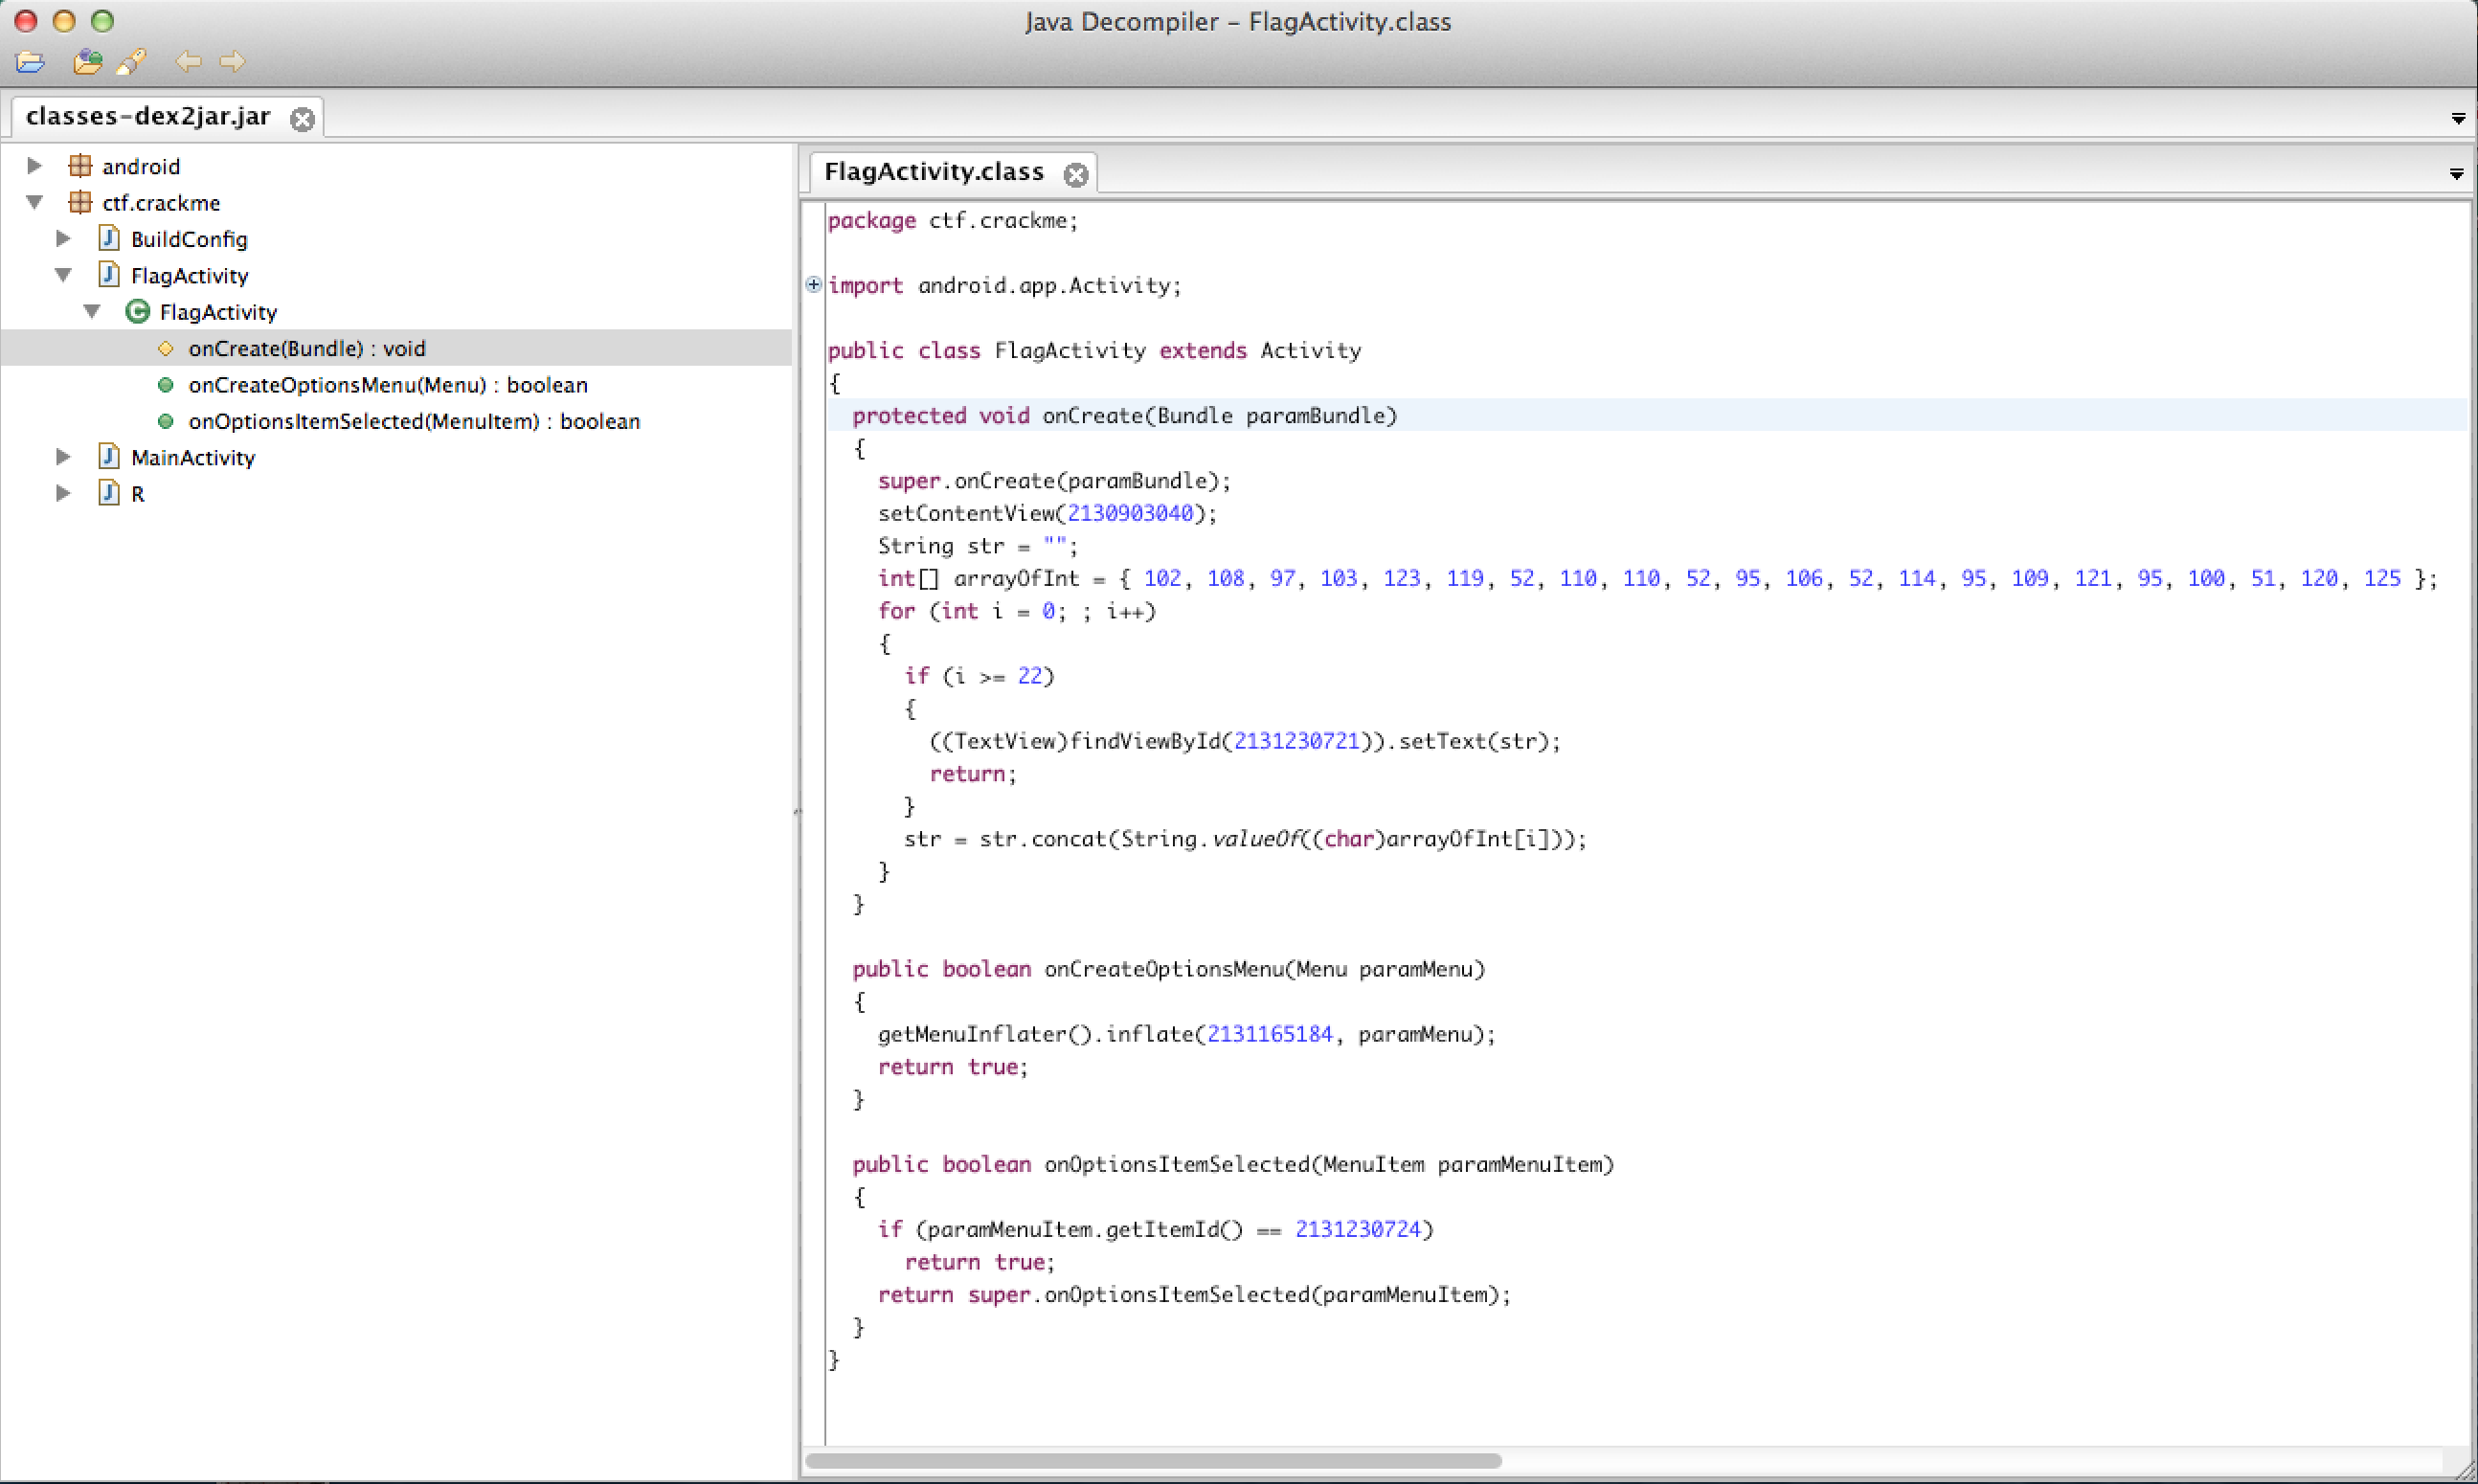 Java Decompiler – FlagActivity.class
classes-dex2jar.jar
android
ctf.crackme
BuildConfig
FlagActivity
FlagActivity
onCreate(Bundle) : void
onCreateOptionsMenu(Menu) : boolean
onOptionsItemSelected(MenuItem) : boolean
MainActivity
R
FlagActivity.class
package ctf.crackme;
import android.app.Activity;
public class FlagActivity extends Activity
{
protected void onCreate(Bundle paramBundle)
{
super.onCreate(paramBundle);
setContentView(2130903040);
String str = "";
int[] arrayOfInt = { 102, 108, 97, 103, 123, 119, 52, 110, 110, 52, 95, 106, 52, 114, 95, 109, 121, 95, 100, 51, 120, 125 };
for (int i = 0; ; i++)
{
if (i >= 22)
{
((TextView)findViewById(2131230721)).setText(str);
return;
}
str = str.concat(String.valueOf((char)arrayOfInt[i]));
}
}
public boolean onCreateOptionsMenu(Menu paramMenu)
{
getMenuInflater().inflate(2131165184, paramMenu);
return true;
}
public boolean onOptionsItemSelected(MenuItem paramMenuItem)
{
if (paramMenuItem.getItemId() == 2131230724)
return true;
return super.onOptionsItemSelected(paramMenuItem);
}
}